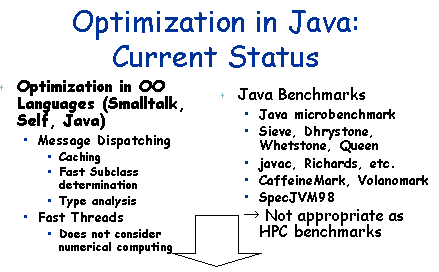 Optimization in Java:
Current Status
Optimization in OO
Languages (Smalltalk,
Self, Java)
• Message Dispatching
• Caching
• Fast Subclass
determination
• Type analysis
• Fast Threads
• Does not consider
numerical computing
Java Benchmarks
• Java microbenchmark
• Sieve, Dhrystone,
Whetstone, Queen
• javac, Richards, etc.
• CaffeineMark, Volanomark
• SpecJVM98
→ Not appropriate as
HPC benchmarks